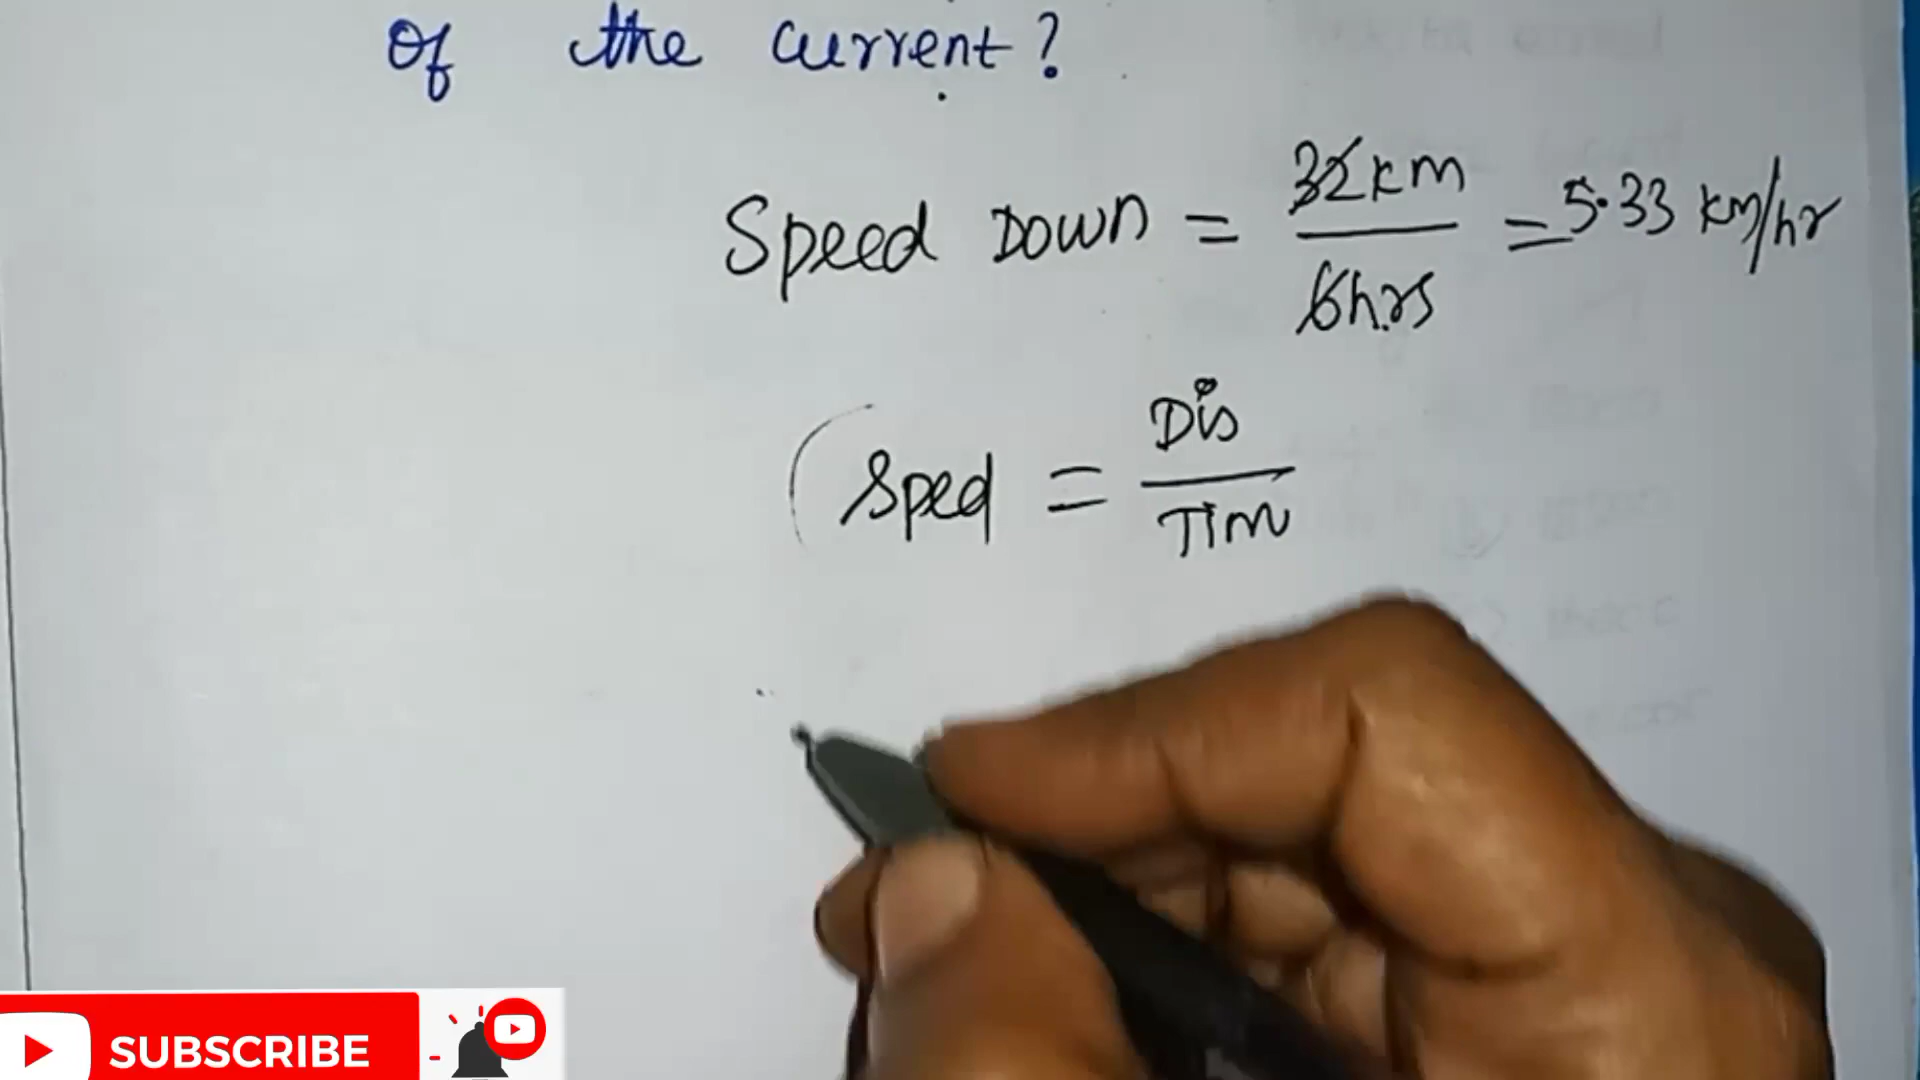 of the current?
Speed Down = 32km / 6hrs = 5.33 km/hr
Sped = Dis / Tim
SUBSCRIBE